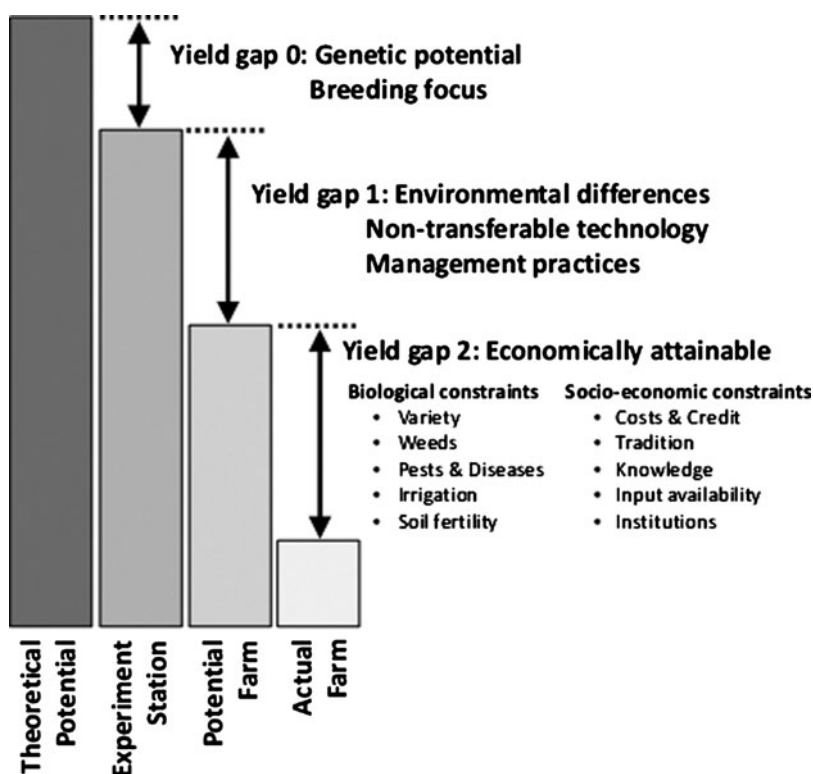 Yield gap 0: Genetic potential
Breeding focus
Yield gap 1: Environmental differences
Non-transferable technology
Management practices
Yield gap 2: Economically attainable
Biological constraints
• Variety
• Weeds
• Pests & Diseases
• Irrigation
• Soil fertility
Socio-economic constraints
• Costs & Credit
• Tradition
• Knowledge
• Input availability
• Institutions
Theoretical
Potential
Experiment
Station
Potential
Farm
Actual
Farm